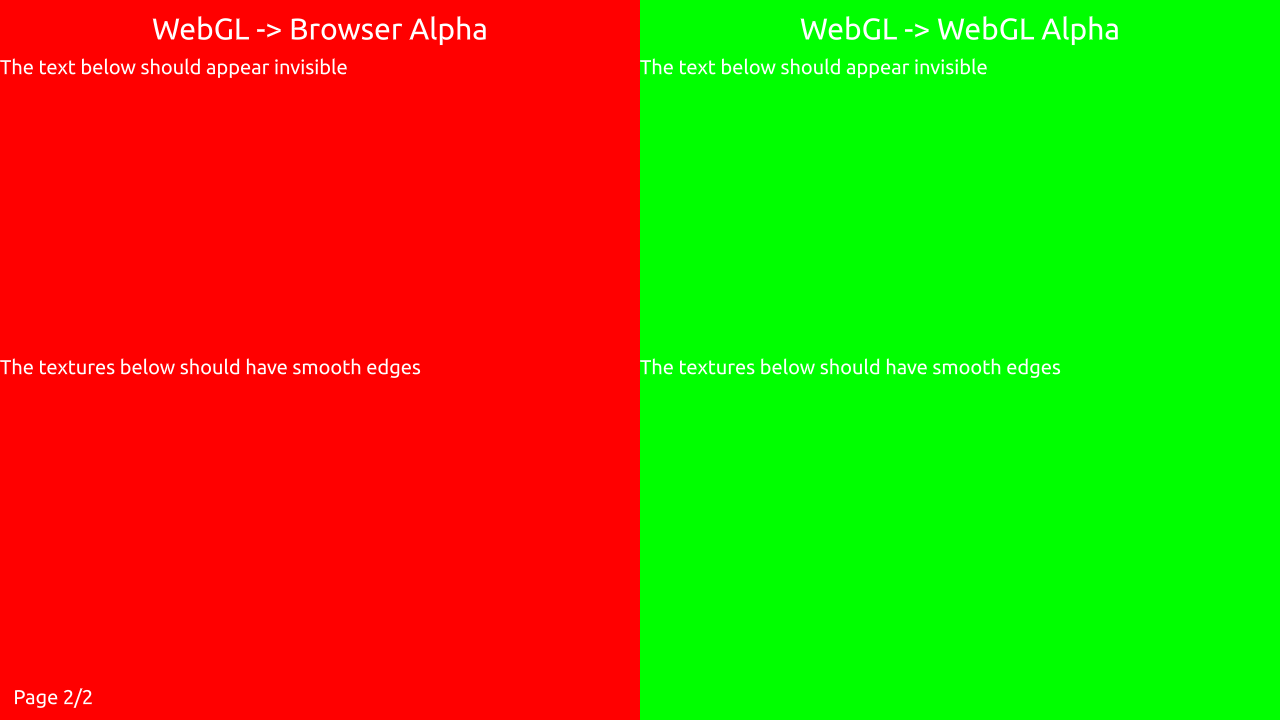 WebGL -> Browser Alpha
The text below should appear invisible
The textures below should have smooth edges
Page 2/2
WebGL -> WebGL Alpha
The text below should appear invisible
The textures below should have smooth edges